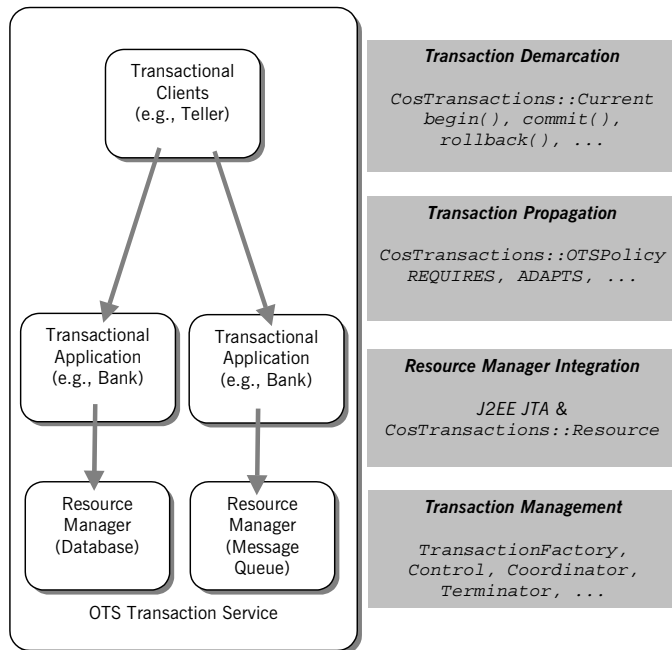 Transactional
Clients
(e.g., Teller)
Transactional
Application
(e.g., Bank)
Transactional
Application
(e.g., Bank)
Resource
Manager
(Database)
Resource
Manager
(Message
Queue)
OTS Transaction Service
Transaction Demarcation
CosTransactions::Current
begin(), commit(),
rollback(), ...
Transaction Propagation
CosTransactions::OTSPolicy
REQUIRES, ADAPTS, ...
Resource Manager Integration
J2EE JTA &
CosTransactions::Resource
Transaction Management
TransactionFactory,
Control, Coordinator,
Terminator, ...